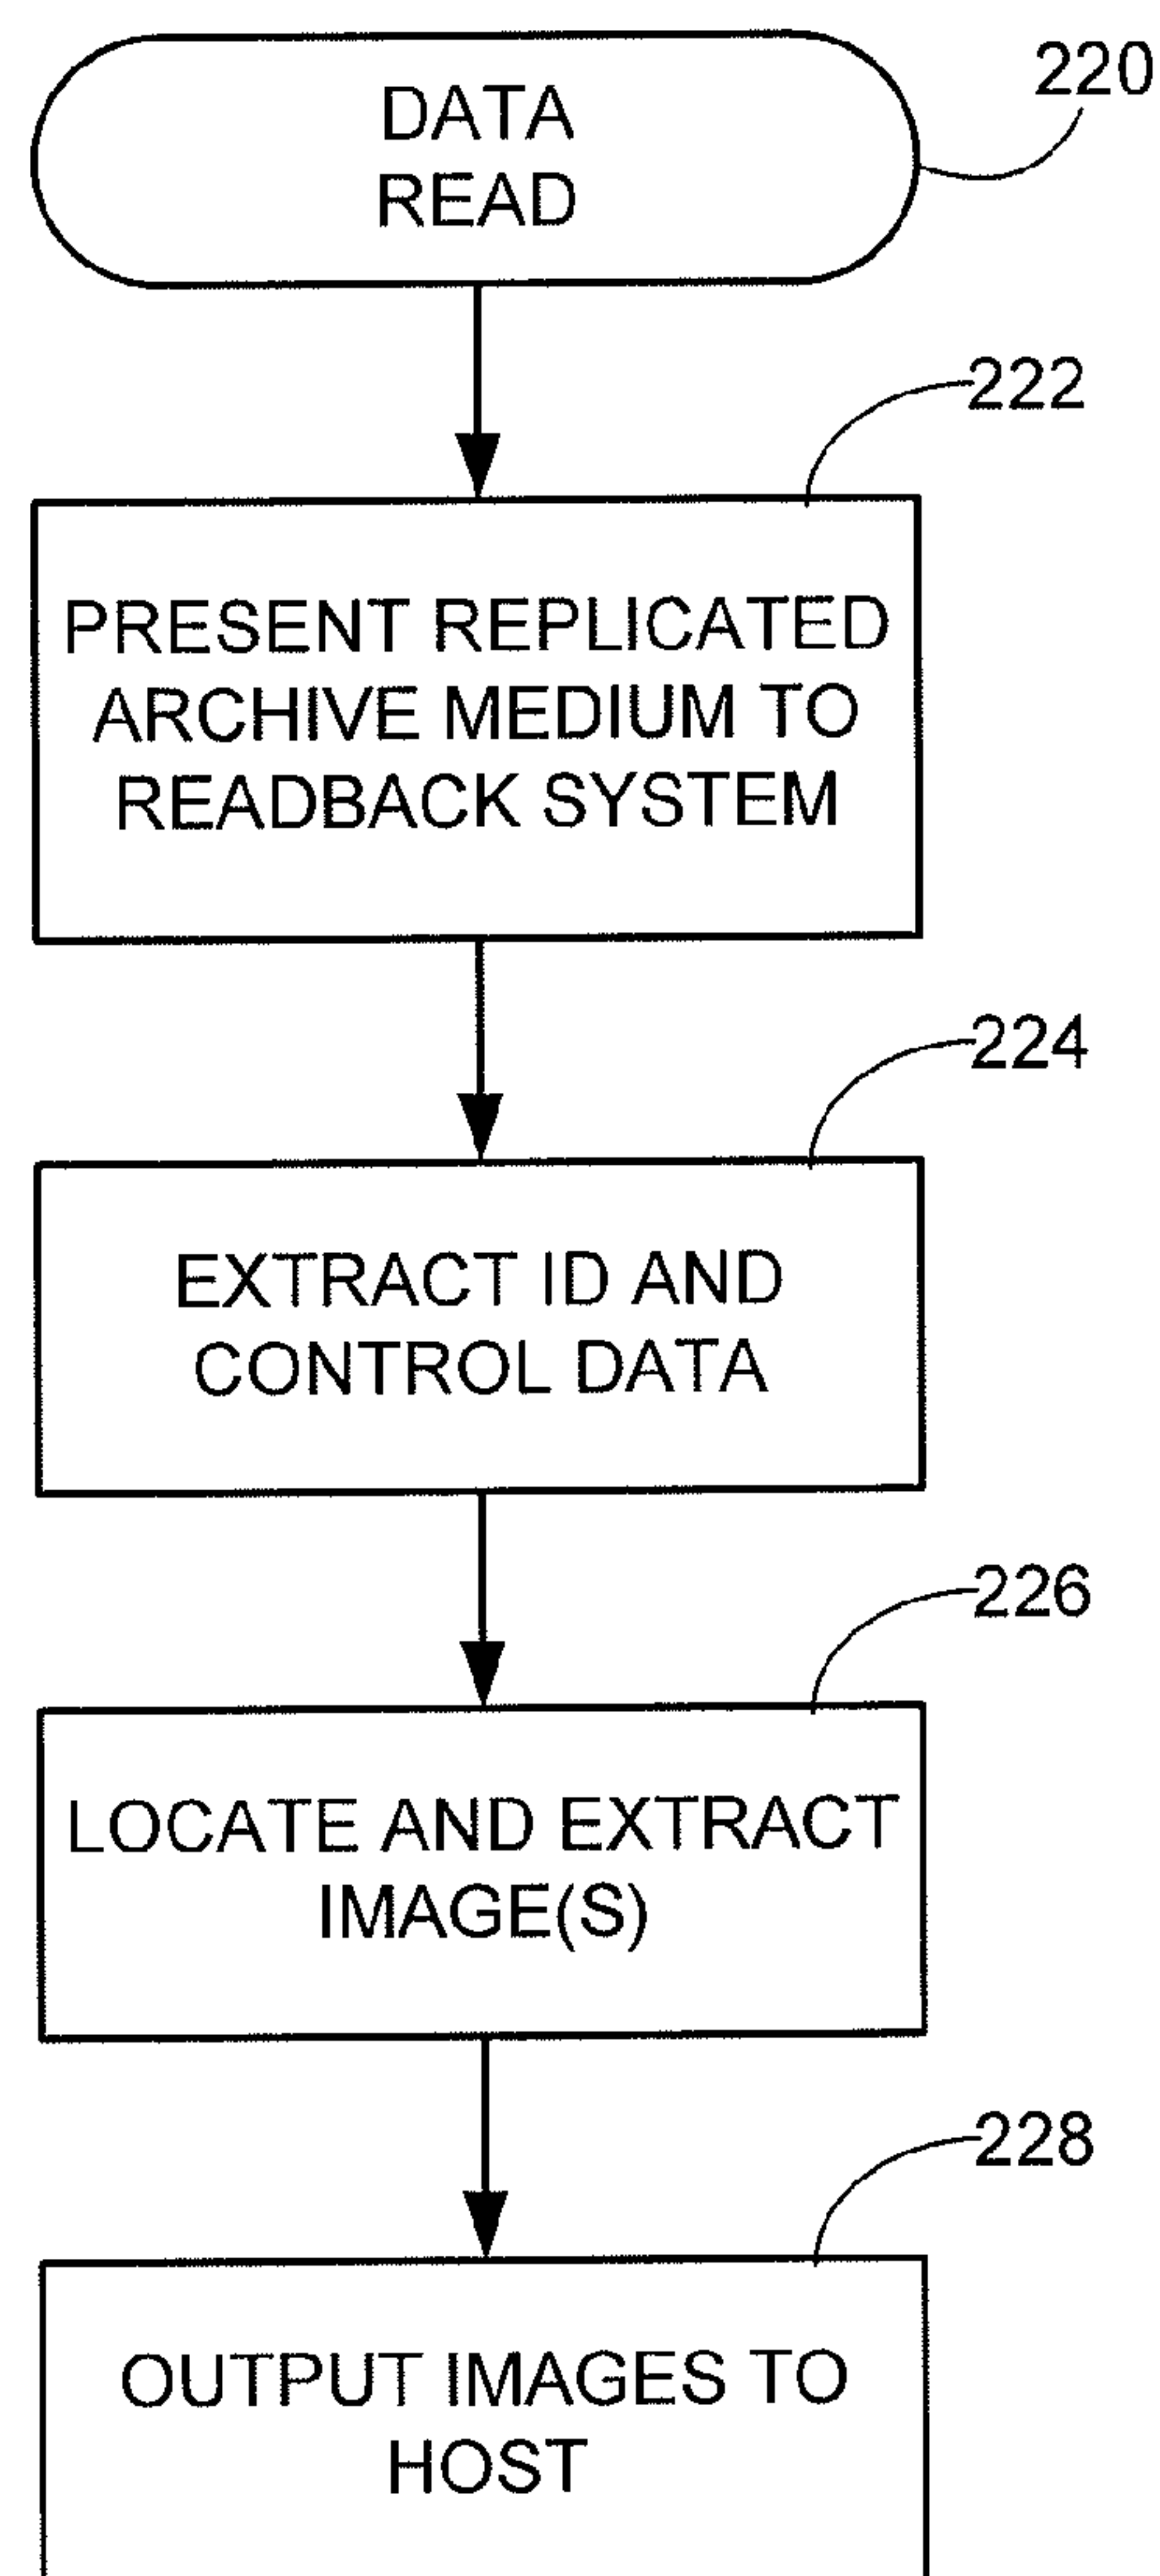 DATA
READ
220
222
PRESENT REPLICATED
ARCHIVE MEDIUM TO
READBACK SYSTEM
224
EXTRACT ID AND
CONTROL DATA
226
LOCATE AND EXTRACT
IMAGE(S)
228
OUTPUT IMAGES TO
HOST